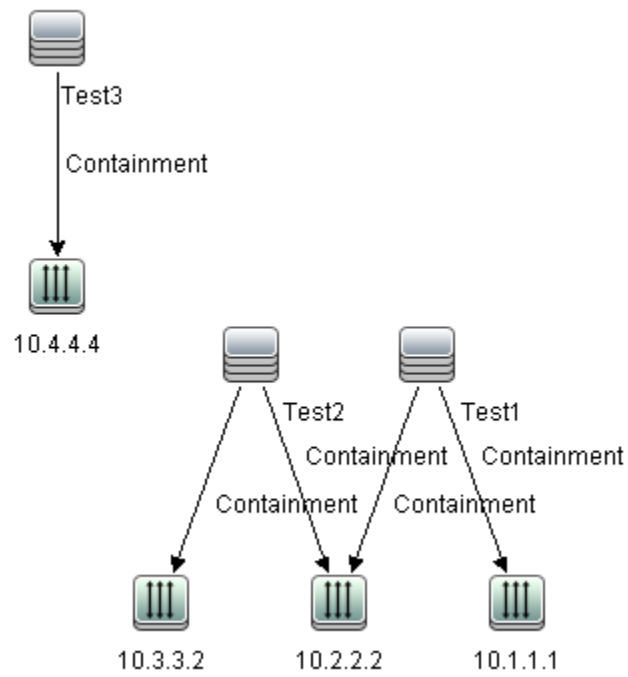 Test3
Containment
10.4.4.4
Test2
Test1
Containment
Containment
Containment
Containment
10.3.3.2
10.2.2.2
10.1.1.1